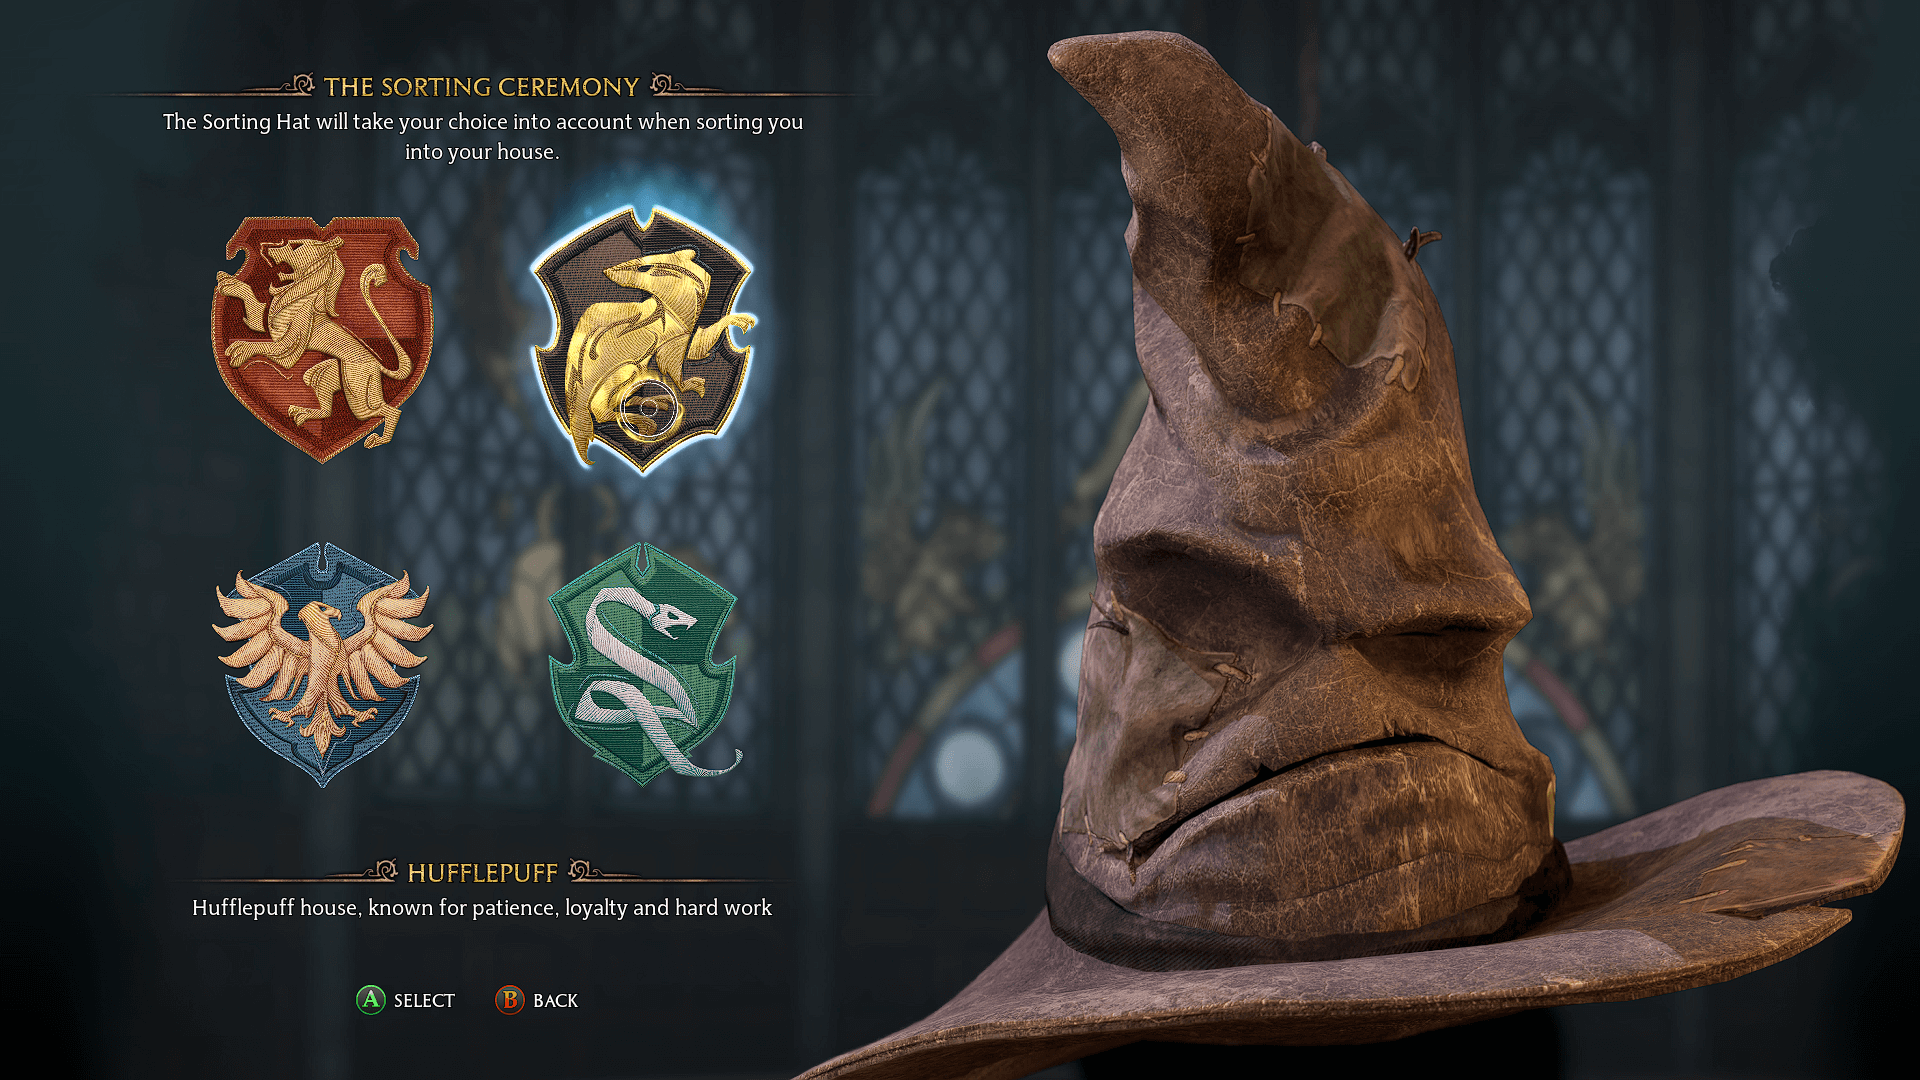 THE SORTING CEREMONY
The Sorting Hat will take your choice into account when sorting you
into your house.
HUFFLEPUFF
Hufflepuff house, known for patience, loyalty and hard work
A SELECT B BACK